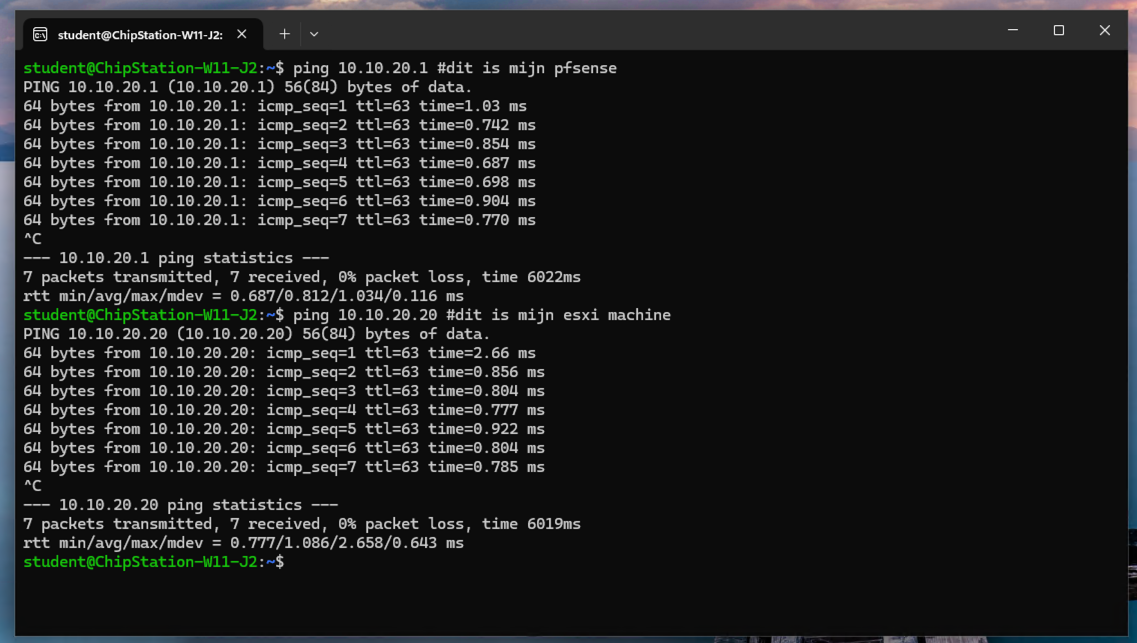 student@ChipStation-W11-J2:
student@ChipStation-W11-J2:~$ ping 10.10.20.1 #dit is mijn pfsense
PING 10.10.20.1 (10.10.20.1) 56(84) bytes of data.
64 bytes from 10.10.20.1: icmp_seq=1 ttl=63 time=1.03 ms
64 bytes from 10.10.20.1: icmp_seq=2 ttl=63 time=0.742 ms
64 bytes from 10.10.20.1: icmp_seq=3 ttl=63 time=0.854 ms
64 bytes from 10.10.20.1: icmp_seq=4 ttl=63 time=0.687 ms
64 bytes from 10.10.20.1: icmp_seq=5 ttl=63 time=0.698 ms
64 bytes from 10.10.20.1: icmp_seq=6 ttl=63 time=0.904 ms
64 bytes from 10.10.20.1: icmp_seq=7 ttl=63 time=0.770 ms
^C
--- 10.10.20.1 ping statistics ---
7 packets transmitted, 7 received, 0% packet loss, time 6022ms
rtt min/avg/max/mdev = 0.687/0.812/1.034/0.116 ms
student@ChipStation-W11-J2:~$ ping 10.10.20.20 #dit is mijn esxi machine
PING 10.10.20.20 (10.10.20.20) 56(84) bytes of data.
64 bytes from 10.10.20.20: icmp_seq=1 ttl=63 time=2.66 ms
64 bytes from 10.10.20.20: icmp_seq=2 ttl=63 time=0.856 ms
64 bytes from 10.10.20.20: icmp_seq=3 ttl=63 time=0.804 ms
64 bytes from 10.10.20.20: icmp_seq=4 ttl=63 time=0.777 ms
64 bytes from 10.10.20.20: icmp_seq=5 ttl=63 time=0.922 ms
64 bytes from 10.10.20.20: icmp_seq=6 ttl=63 time=0.804 ms
64 bytes from 10.10.20.20: icmp_seq=7 ttl=63 time=0.785 ms
^C
--- 10.10.20.20 ping statistics ---
7 packets transmitted, 7 received, 0% packet loss, time 6019ms
rtt min/avg/max/mdev = 0.777/1.086/2.658/0.643 ms
student@ChipStation-W11-J2:~$